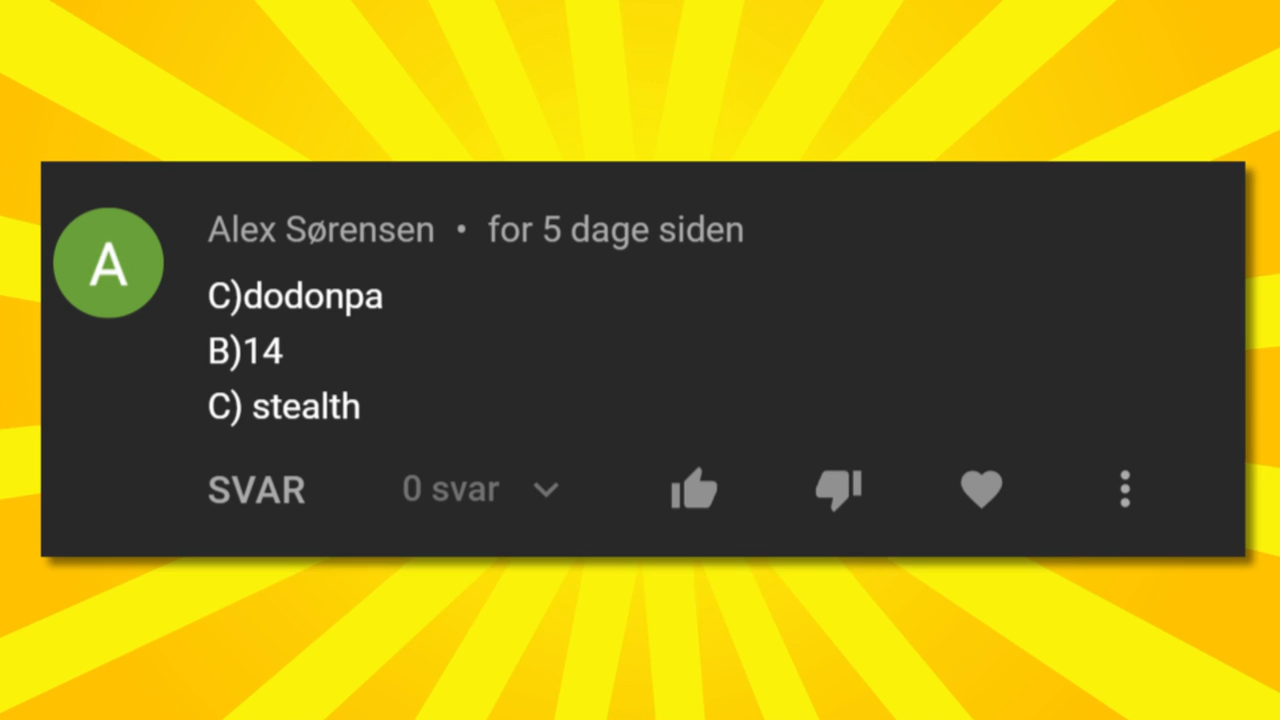 A
Alex Sørensen • for 5 dage siden
C)dodonpa
B)14
C) stealth
SVAR 0 svar